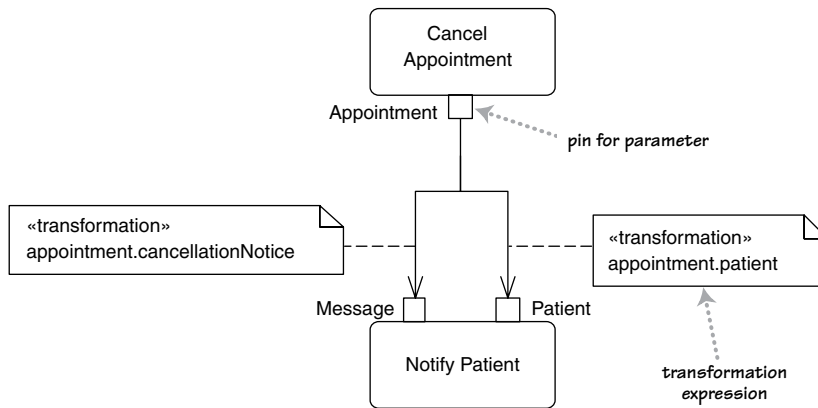 Cancel
Appointment
Appointment
pin for parameter
«transformation»
appointment.cancellationNotice
«transformation»
appointment.patient
Message
Patient
Notify Patient
transformation
expression